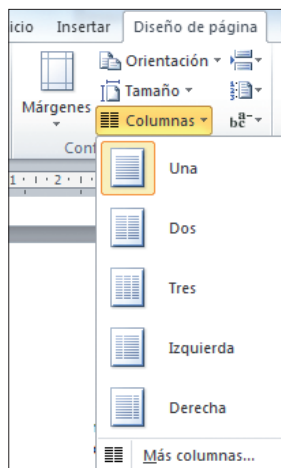 icio Insertar Diseño de página
Orientación
Tamaño
Márgenes
Columnas
Conf
1 · 2 · 1
Una
Dos
Tres
Izquierda
Derecha
Más columnas...